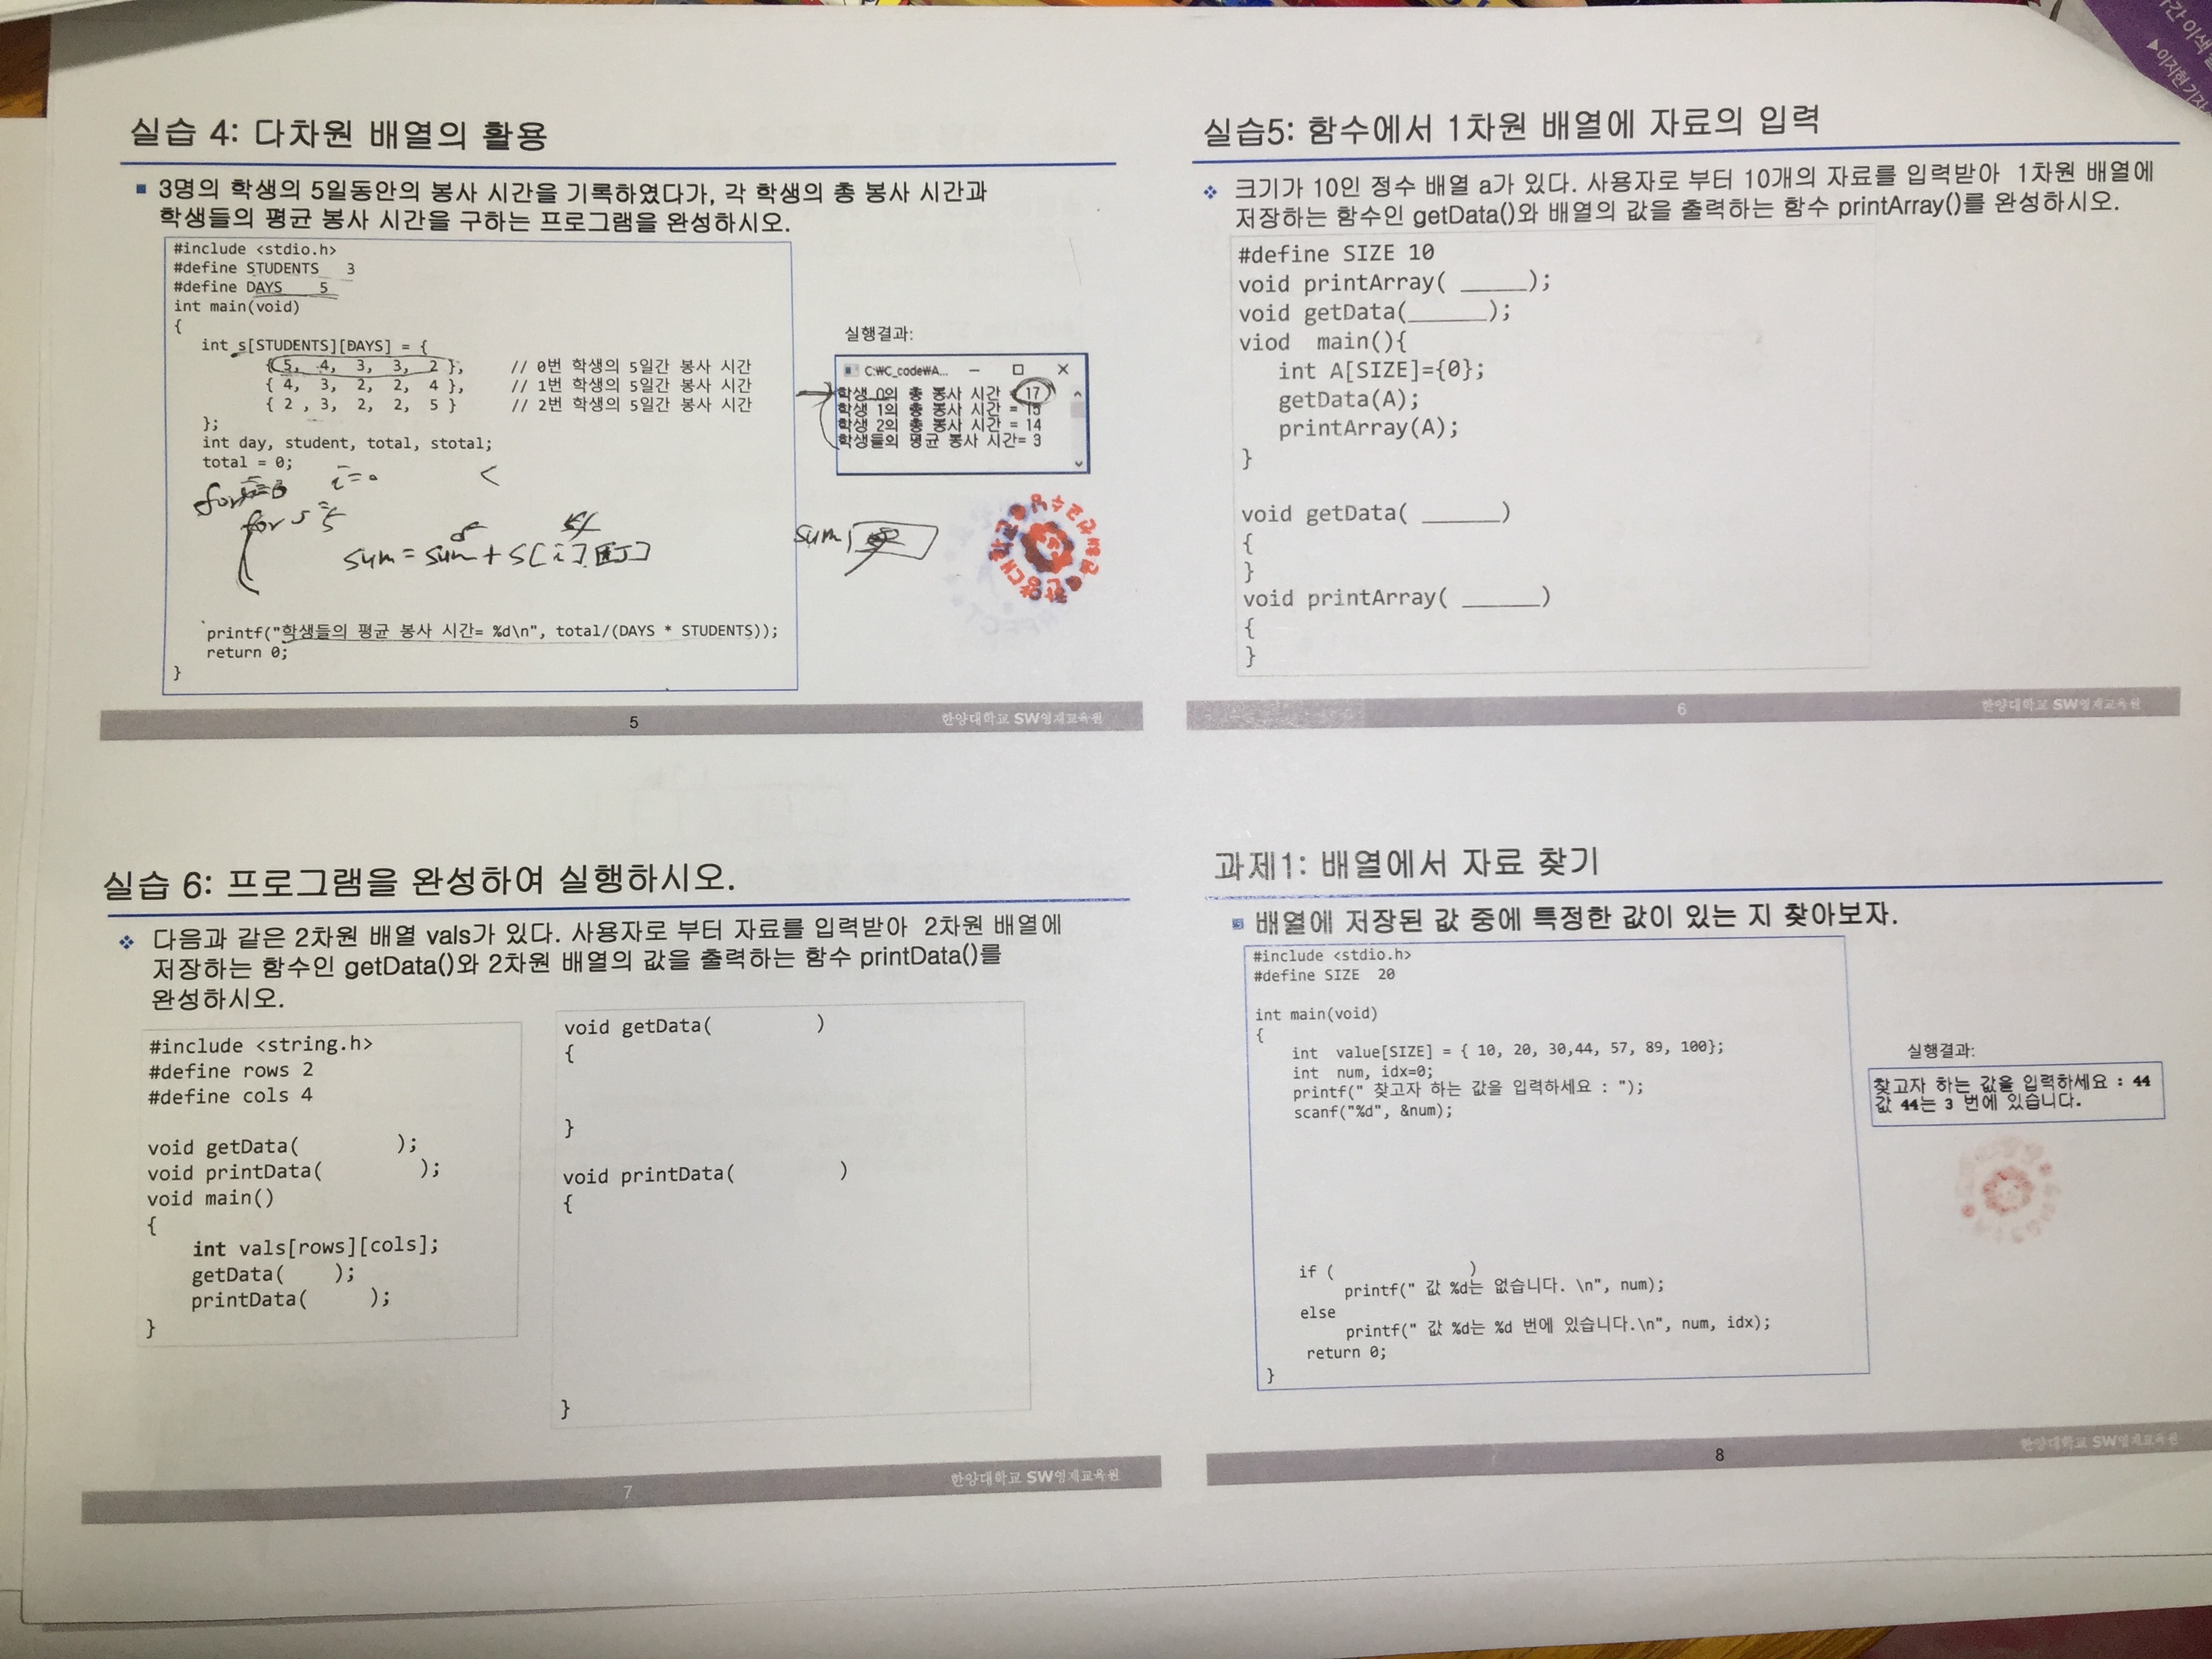 실습 4: 다차원 배열의 활용
■ 3명의 학생의 5일동안의 봉사 시간을 기록하였다가, 각 학생의 총 봉사 시간과
학생들의 평균 봉사 시간을 구하는 프로그램을 완성하시오.
#include <stdio.h>
#define STUDENTS 3
#define DAYS 5
int main(void)
{
int s[STUDENTS][DAYS] = {
{ 5, 4, 3, 3, 2 }, // 0번 학생의 5일간 봉사 시간
{ 4, 3, 2, 2, 4 }, // 1번 학생의 5일간 봉사 시간
{ 2 , 3, 2, 2, 5 } // 2번 학생의 5일간 봉사 시간
};
int day, student, total, stotal;
total = 0;
for i=0 <
for 5
sum = sum + s[i][j]
printf("학생들의 평균 봉사 시간= %d\n", total/(DAYS * STUDENTS));
return 0;
}
실행결과:
C:₩C_code₩A...
학생 0의 총 봉사 시간 = 17
학생 1의 총 봉사 시간 = 15
학생 2의 총 봉사 시간 = 14
학생들의 평균 봉사 시간= 3
sum
5
한양대학교 SW영재교육원
실습5: 함수에서 1차원 배열에 자료의 입력
❖ 크기가 10인 정수 배열 a가 있다. 사용자로 부터 10개의 자료를 입력받아 1차원 배열에
저장하는 함수인 getData()와 배열의 값을 출력하는 함수 printArray()를 완성하시오.
#define SIZE 10
void printArray( _____);
void getData(______);
viod main(){
int A[SIZE]={0};
getData(A);
printArray(A);
}
void getData( ______)
{
}
void printArray( ______)
{
}
6
한양대학교 SW영재교육원
실습 6: 프로그램을 완성하여 실행하시오.
❖ 다음과 같은 2차원 배열 vals가 있다. 사용자로 부터 자료를 입력받아 2차원 배열에
저장하는 함수인 getData()와 2차원 배열의 값을 출력하는 함수 printData()를
완성하시오.
#include <string.h>
#define rows 2
#define cols 4
void getData( );
void printData( );
void main()
{
int vals[rows][cols];
getData( );
printData( );
}
void getData( )
{
}
void printData( )
{
}
7
한양대학교 SW영재교육원
과제1: 배열에서 자료 찾기
■ 배열에 저장된 값 중에 특정한 값이 있는 지 찾아보자.
#include <stdio.h>
#define SIZE 20
int main(void)
{
int value[SIZE] = { 10, 20, 30,44, 57, 89, 100};
int num, idx=0;
printf(" 찾고자 하는 값을 입력하세요 : ");
scanf("%d", &num);
if ( )
printf(" 값 %d는 없습니다. \n", num);
else
printf(" 값 %d는 %d 번에 있습니다.\n", num, idx);
return 0;
}
실행결과:
찾고자 하는 값을 입력하세요 : 44
값 44는 3 번에 있습니다.
8
한양대학교 SW영재교육원